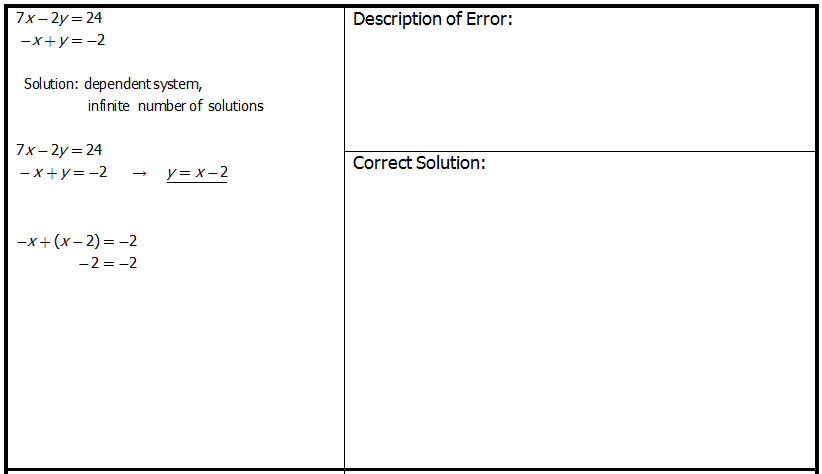 7x – 2y = 24
–x + y = –2
Solution: dependent system,
infinite number of solutions
7x – 2y = 24
– x + y = –2 → y = x – 2
–x + (x – 2) = –2
–2 = –2
Description of Error:
Correct Solution: